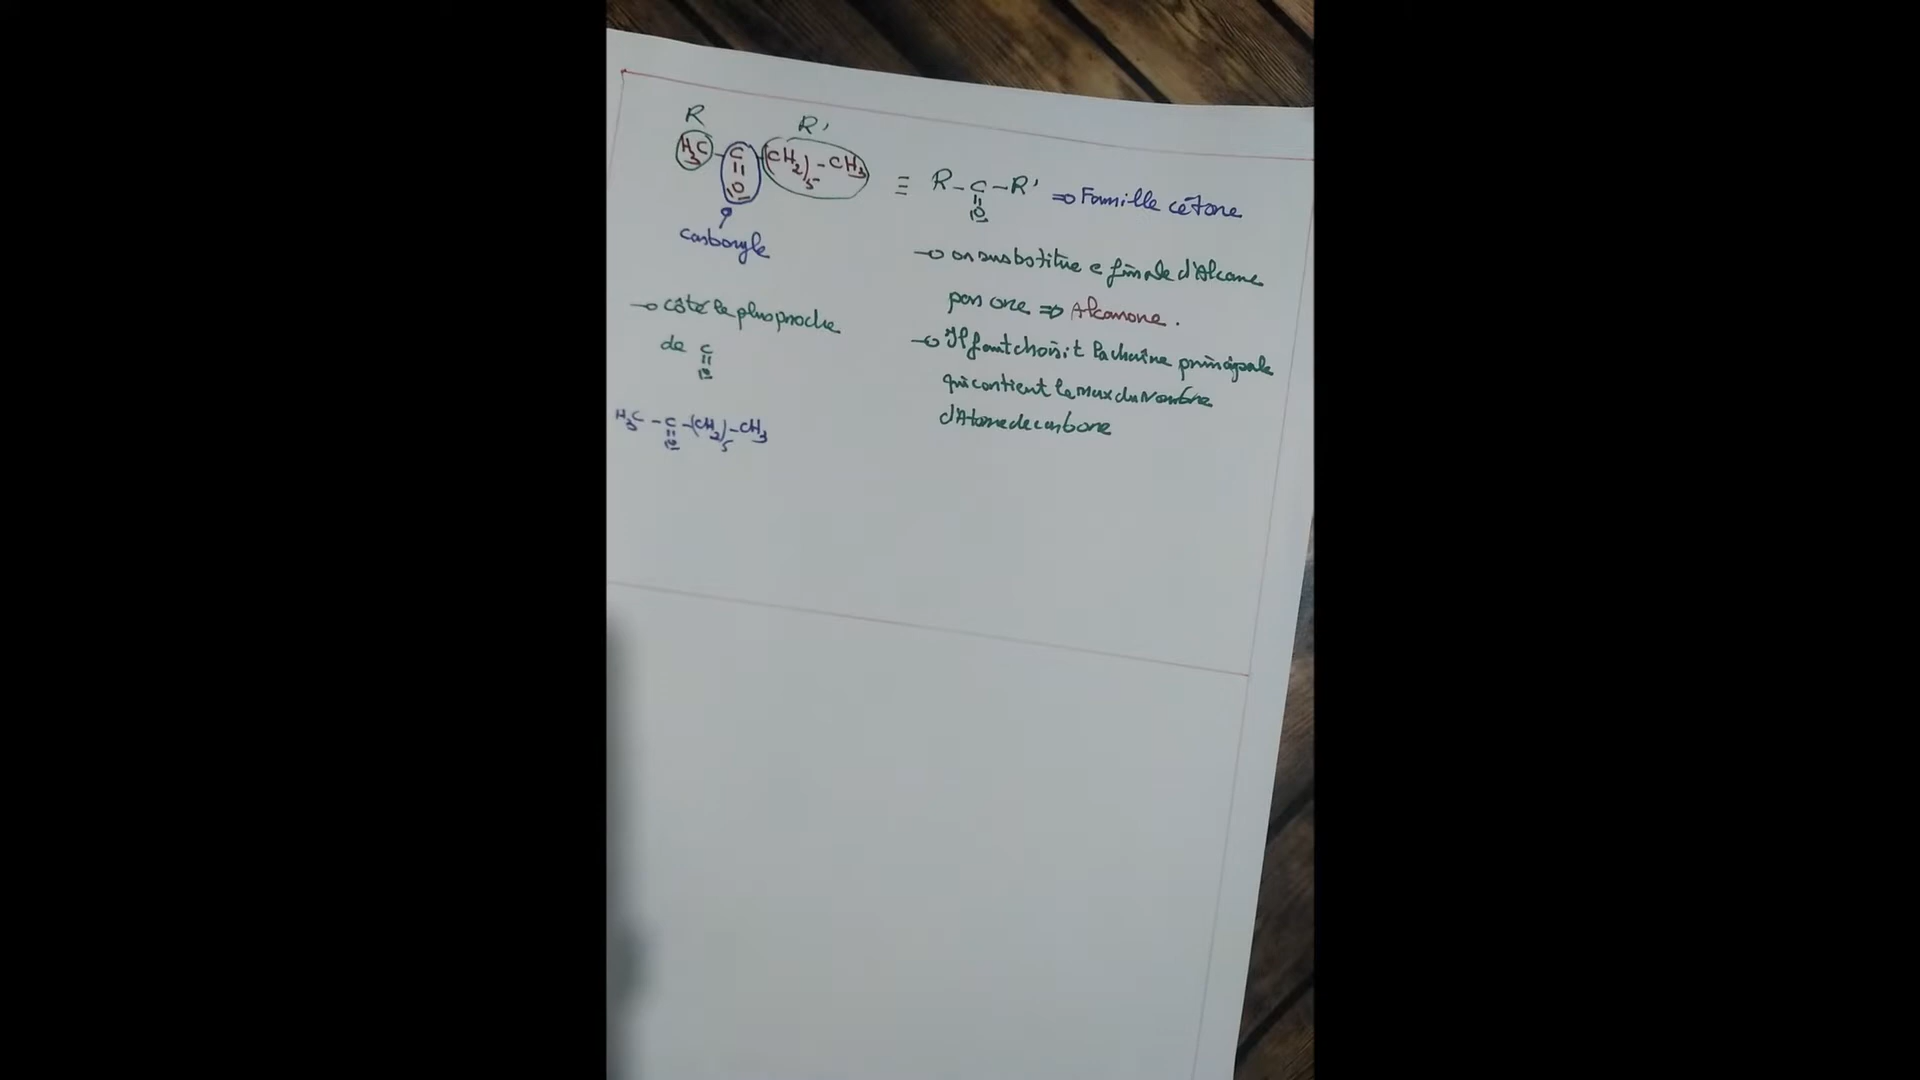 R R'
H₃C-C-(CH₂)₅-CH₃ ≡ R-C-R' ⇒ Famille cétone
||
O
||
O
carbonyle
→ on substitue e finale d'Alcane
par one ⇒ Alcanone.
→ Il faut choisit la chaîne principale
qui contient le Max du Nombre
d'Atome de carbone
→ côté le plus proche
de C
||
O
H₃C-C-(CH₂)₅-CH₃
||
O